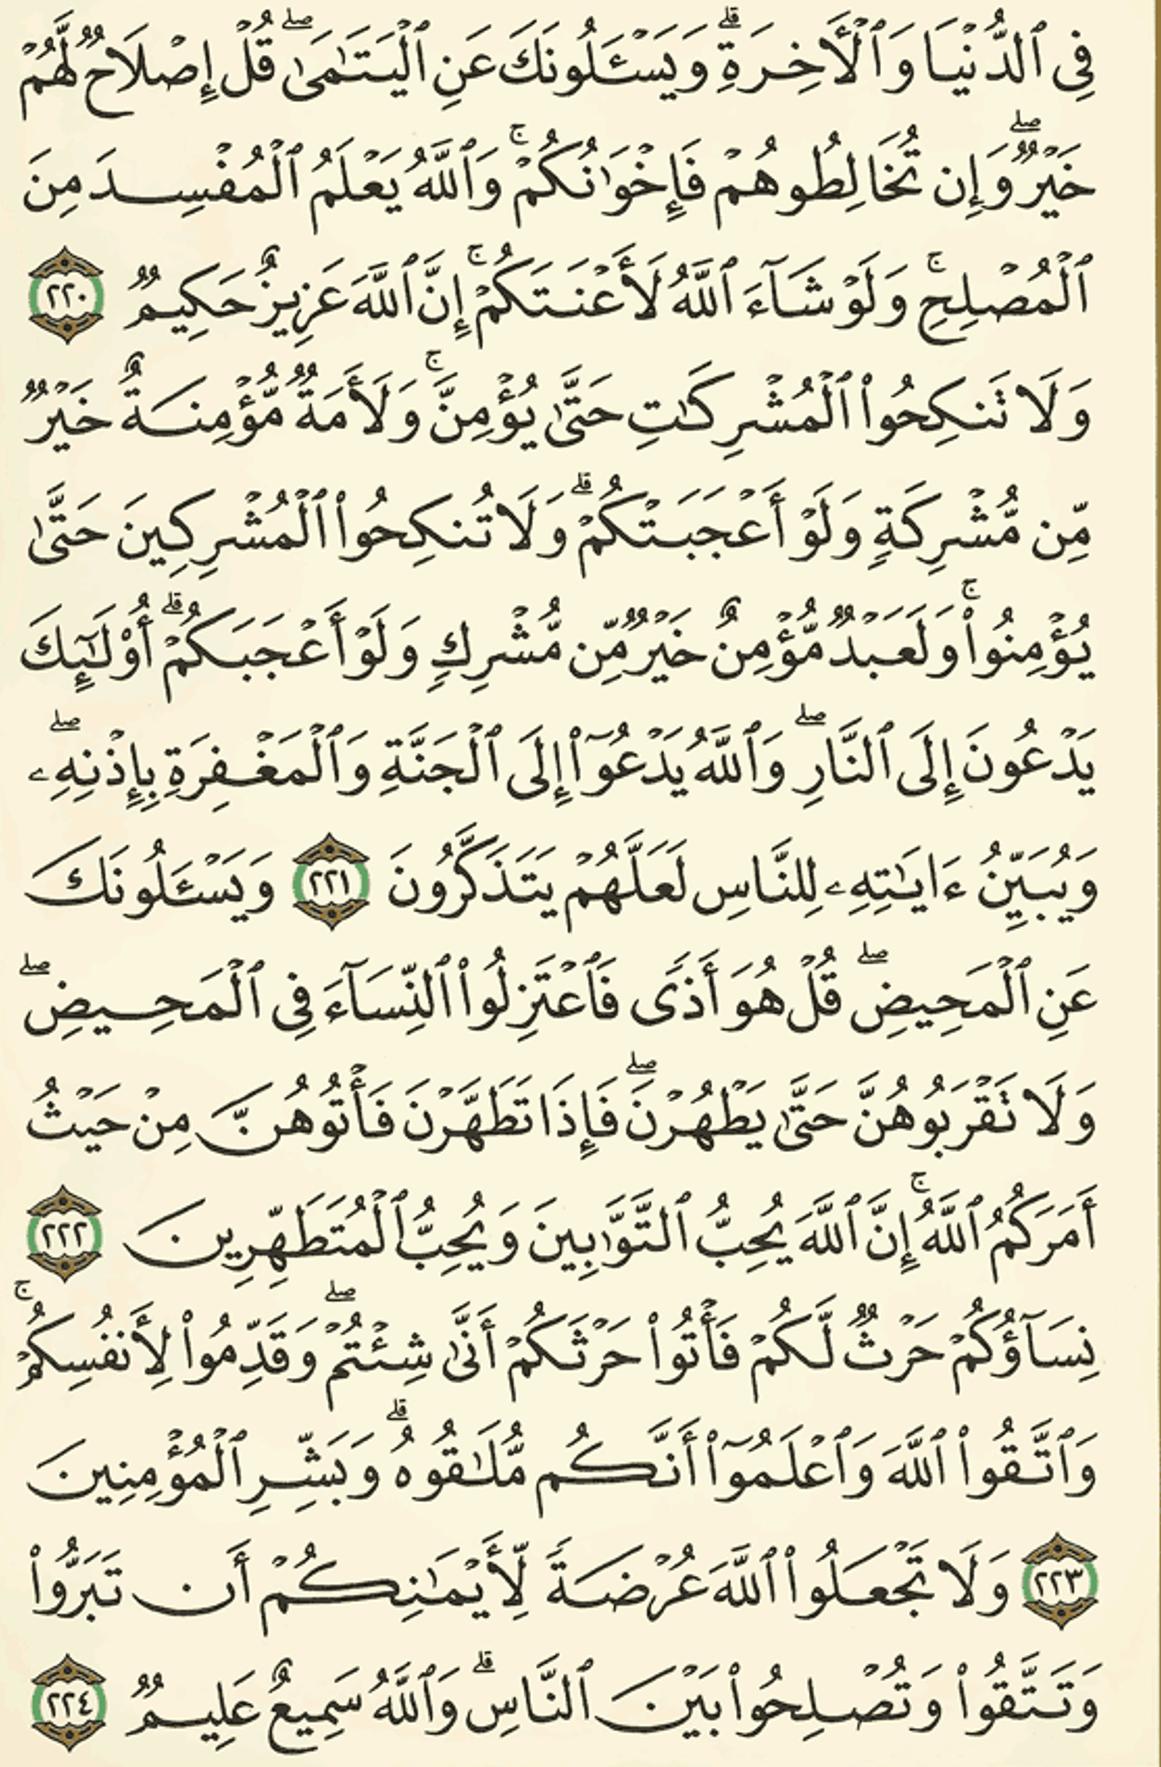 فِى ٱلدُّنْيَا وَٱلْـَٔاخِرَةِ ۗ وَيَسْـَٔلُونَكَ عَنِ ٱلْيَتَـٰمَىٰ ۖ قُلْ إِصْلَاحٌ لَّهُمْ
خَيْرٌ ۖ وَإِن تُخَالِطُوهُمْ فَإِخْوَٰنُكُمْ ۚ وَٱللَّهُ يَعْلَمُ ٱلْمُفْسِدَ مِنَ
ٱلْمُصْلِحِ ۚ وَلَوْ شَآءَ ٱللَّهُ لَأَعْنَتَكُمْ ۚ إِنَّ ٱللَّهَ عَزِيزٌ حَكِيمٌ ٢٢٠
وَلَا تَنكِحُوا۟ ٱلْمُشْرِكَـٰتِ حَتَّىٰ يُؤْمِنَّ ۚ وَلَأَمَةٌ مُّؤْمِنَةٌ خَيْرٌ
مِّن مُّشْرِكَةٍ وَلَوْ أَعْجَبَتْكُمْ ۗ وَلَا تُنكِحُوا۟ ٱلْمُشْرِكِينَ حَتَّىٰ
يُؤْمِنُوا۟ ۚ وَلَعَبْدٌ مُّؤْمِنٌ خَيْرٌ مِّن مُّشْرِكٍ وَلَوْ أَعْجَبَكُمْ ۗ أُو۟لَـٰٓئِكَ
يَدْعُونَ إِلَى ٱلنَّارِ ۖ وَٱللَّهُ يَدْعُوٓا۟ إِلَى ٱلْجَنَّةِ وَٱلْمَغْفِرَةِ بِإِذْنِهِۦ ۖ
وَيُبَيِّنُ ءَايَـٰتِهِۦ لِلنَّاسِ لَعَلَّهُمْ يَتَذَكَّرُونَ ٢٢١ وَيَسْـَٔلُونَكَ
عَنِ ٱلْمَحِيضِ ۖ قُلْ هُوَ أَذًى فَٱعْتَزِلُوا۟ ٱلنِّسَآءَ فِى ٱلْمَحِيضِ ۖ
وَلَا تَقْرَبُوهُنَّ حَتَّىٰ يَطْهُرْنَ ۖ فَإِذَا تَطَهَّرْنَ فَأْتُوهُنَّ مِنْ حَيْثُ
أَمَرَكُمُ ٱللَّهُ ۚ إِنَّ ٱللَّهَ يُحِبُّ ٱلتَّوَّٰبِينَ وَيُحِبُّ ٱلْمُتَطَهِّرِينَ ٢٢٢
نِسَآؤُكُمْ حَرْثٌ لَّكُمْ فَأْتُوا۟ حَرْثَكُمْ أَنَّىٰ شِئْتُمْ ۖ وَقَدِّمُوا۟ لِأَنفُسِكُمْ ۚ
وَٱتَّقُوا۟ ٱللَّهَ وَٱعْلَمُوٓا۟ أَنَّكُم مُّلَـٰقُوهُ ۗ وَبَشِّرِ ٱلْمُؤْمِنِينَ
٢٢٣ وَلَا تَجْعَلُوا۟ ٱللَّهَ عُرْضَةً لِّأَيْمَـٰنِكُمْ أَن تَبَرُّوا۟
وَتَتَّقُوا۟ وَتُصْلِحُوا۟ بَيْنَ ٱلنَّاسِ ۗ وَٱللَّهُ سَمِيعٌ عَلِيمٌ ٢٢٤